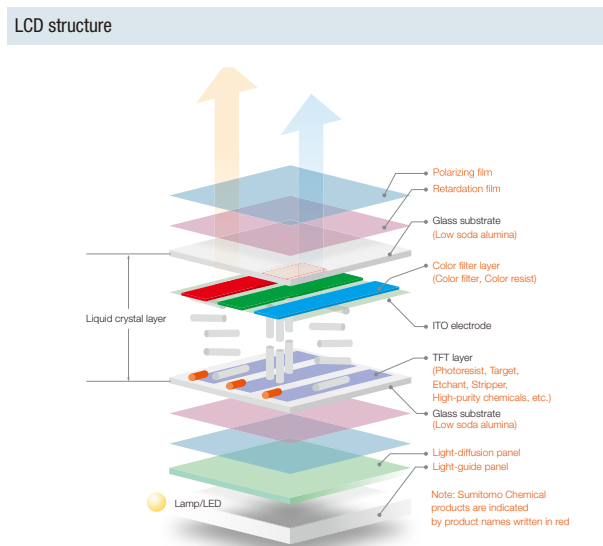 LCD structure
Polarizing film
Retardation film
Glass substrate
(Low soda alumina)
Color filter layer
(Color filter, Color resist)
Liquid crystal layer
ITO electrode
TFT layer
(Photoresist, Target,
Etchant, Stripper,
High-purity chemicals, etc.)
Glass substrate
(Low soda alumina)
Light-diffusion panel
Light-guide panel
Lamp/LED
Note: Sumitomo Chemical
products are indicated
by product names written in red